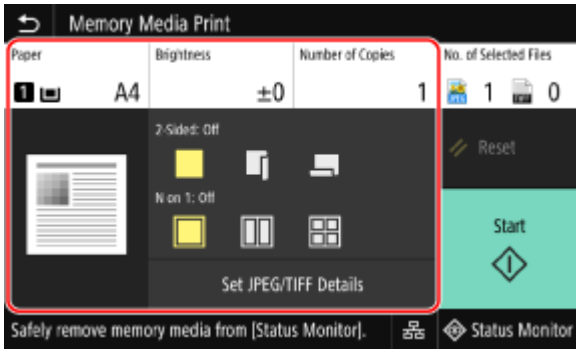 Memory Media Print
Paper Brightness Number of Copies No. of Selected Files
1 A4 ±0 1 JPEG 1 0
2-Sided: Off
Reset
N on 1: Off
Start
Set JPEG/TIFF Details
Safely remove memory media from [Status Monitor]. Status Monitor